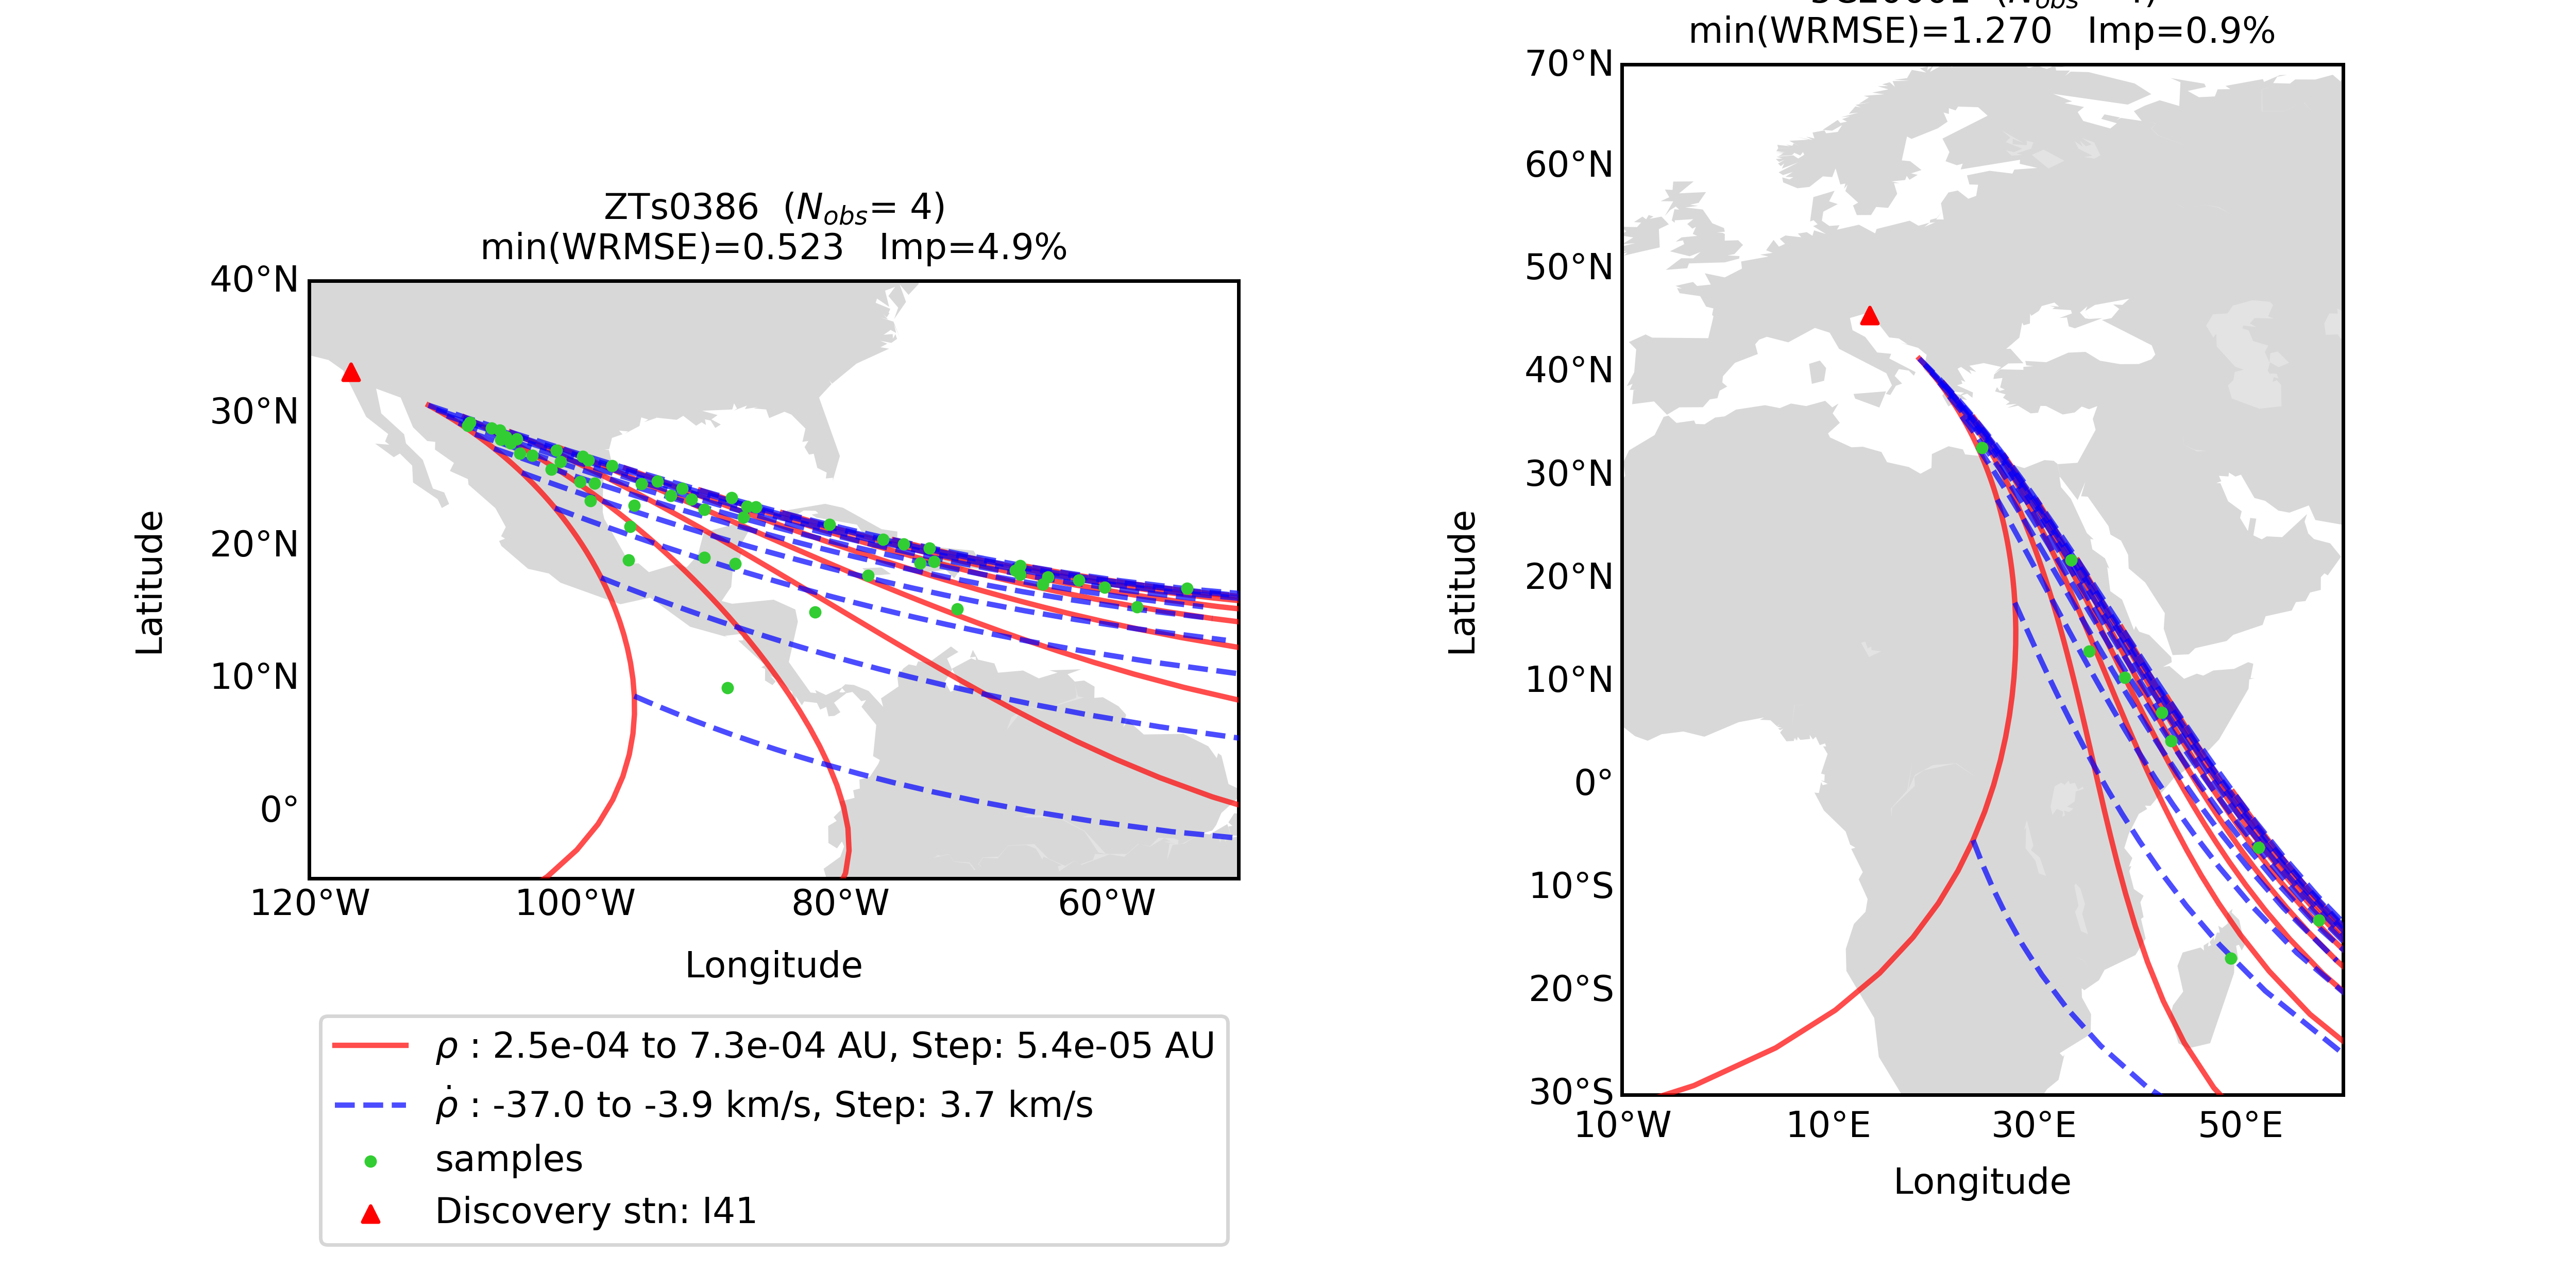 ZTs0386 (N_obs= 4)
min(WRMSE)=0.523 Imp=4.9%
40°N
30°N
20°N
10°N
0°
Latitude
120°W 100°W 80°W 60°W
Longitude
ρ : 2.5e-04 to 7.3e-04 AU, Step: 5.4e-05 AU
ρ̇ : -37.0 to -3.9 km/s, Step: 3.7 km/s
samples
Discovery stn: I41
min(WRMSE)=1.270 Imp=0.9%
70°N
60°N
50°N
40°N
30°N
20°N
10°N
0°
10°S
20°S
30°S
Latitude
10°W 10°E 30°E 50°E
Longitude